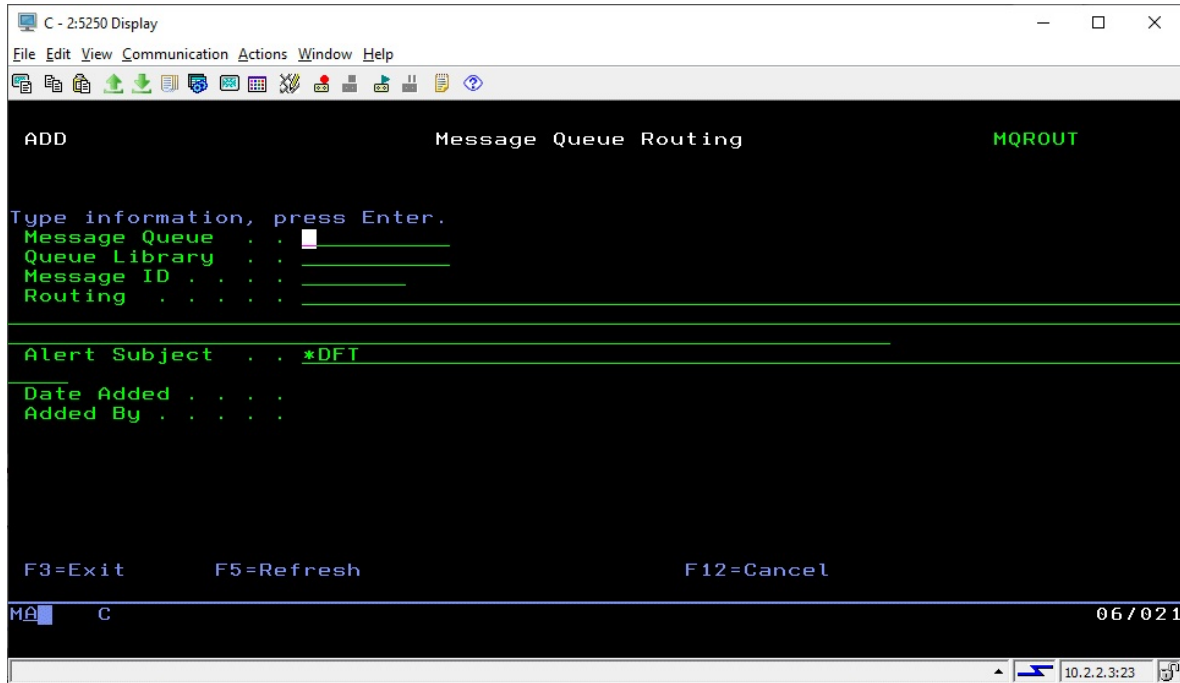 C - 2:5250 Display
File Edit View Communication Actions Window Help
ADD Message Queue Routing MQROUT
Type information, press Enter.
Message Queue . .
Queue Library . .
Message ID . . . .
Routing . . . . .
Alert Subject . . *DFT
Date Added . . . .
Added By . . . . .
F3=Exit F5=Refresh F12=Cancel
MA C 06/021
10.2.2.3:23